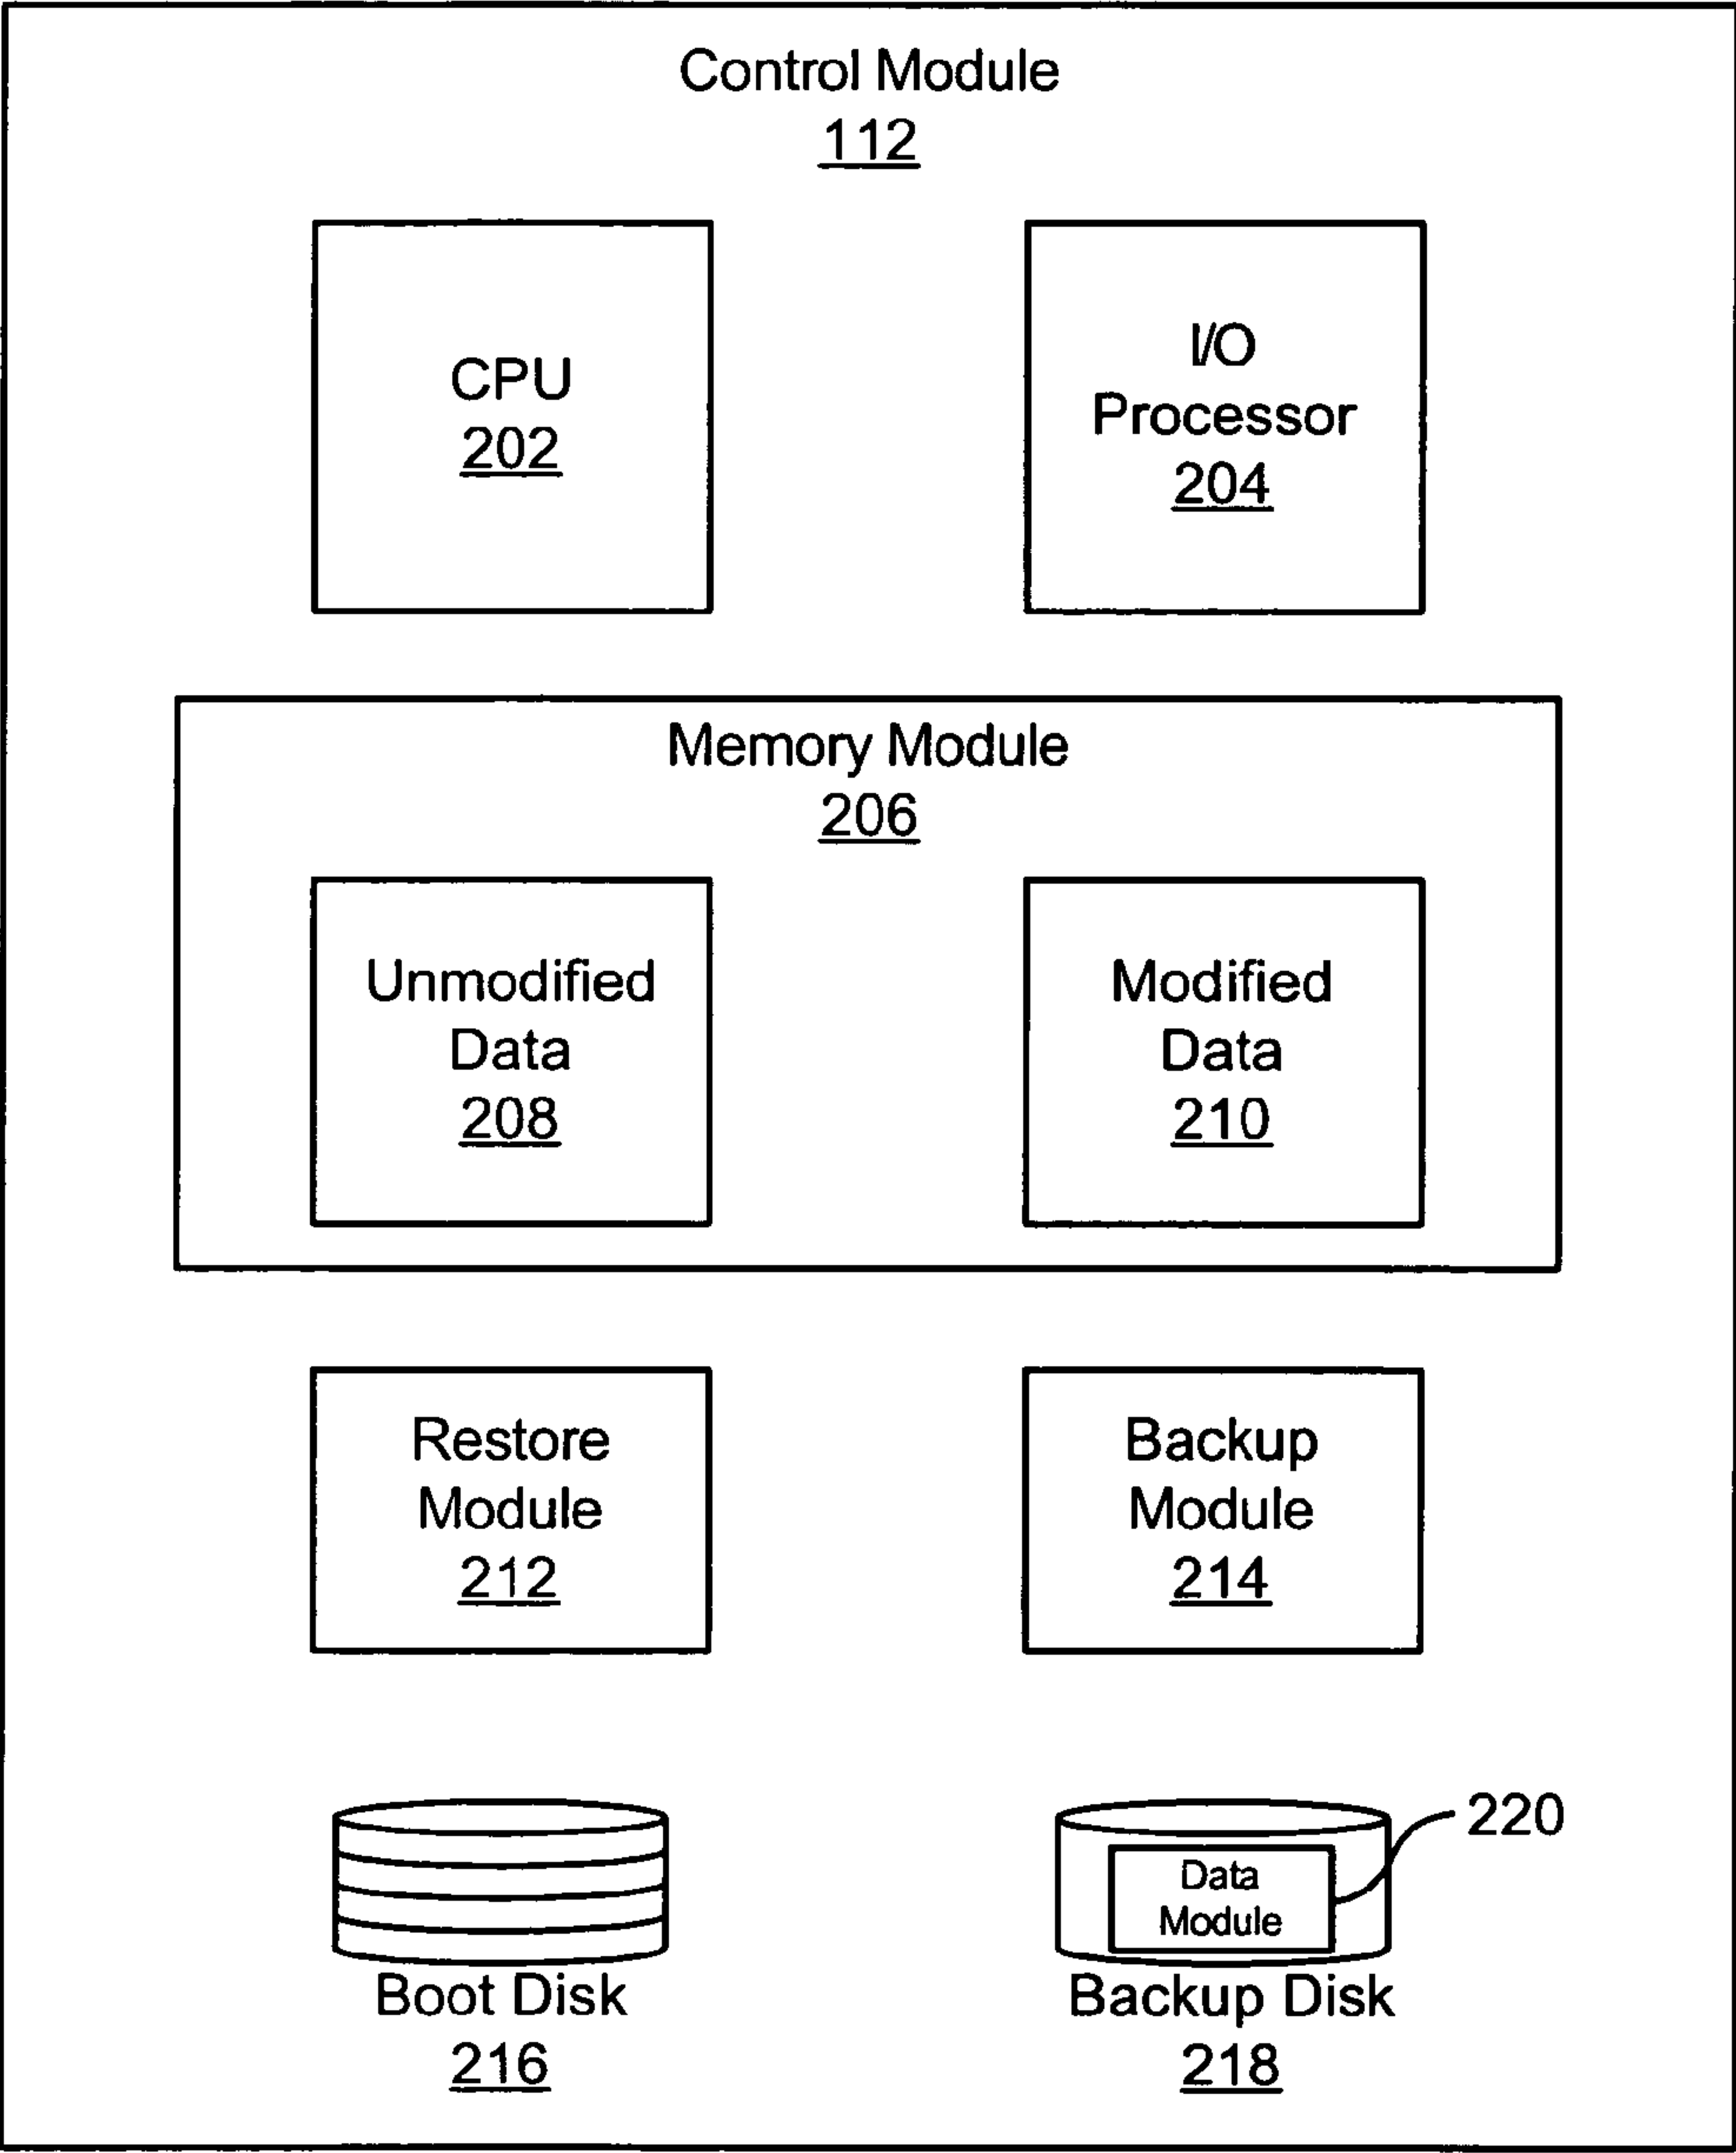 Control Module
112
CPU
202
I/O
Processor
204
Memory Module
206
Unmodified
Data
208
Modified
Data
210
Restore
Module
212
Backup
Module
214
Boot Disk
216
220
Data
Module
Backup Disk
218